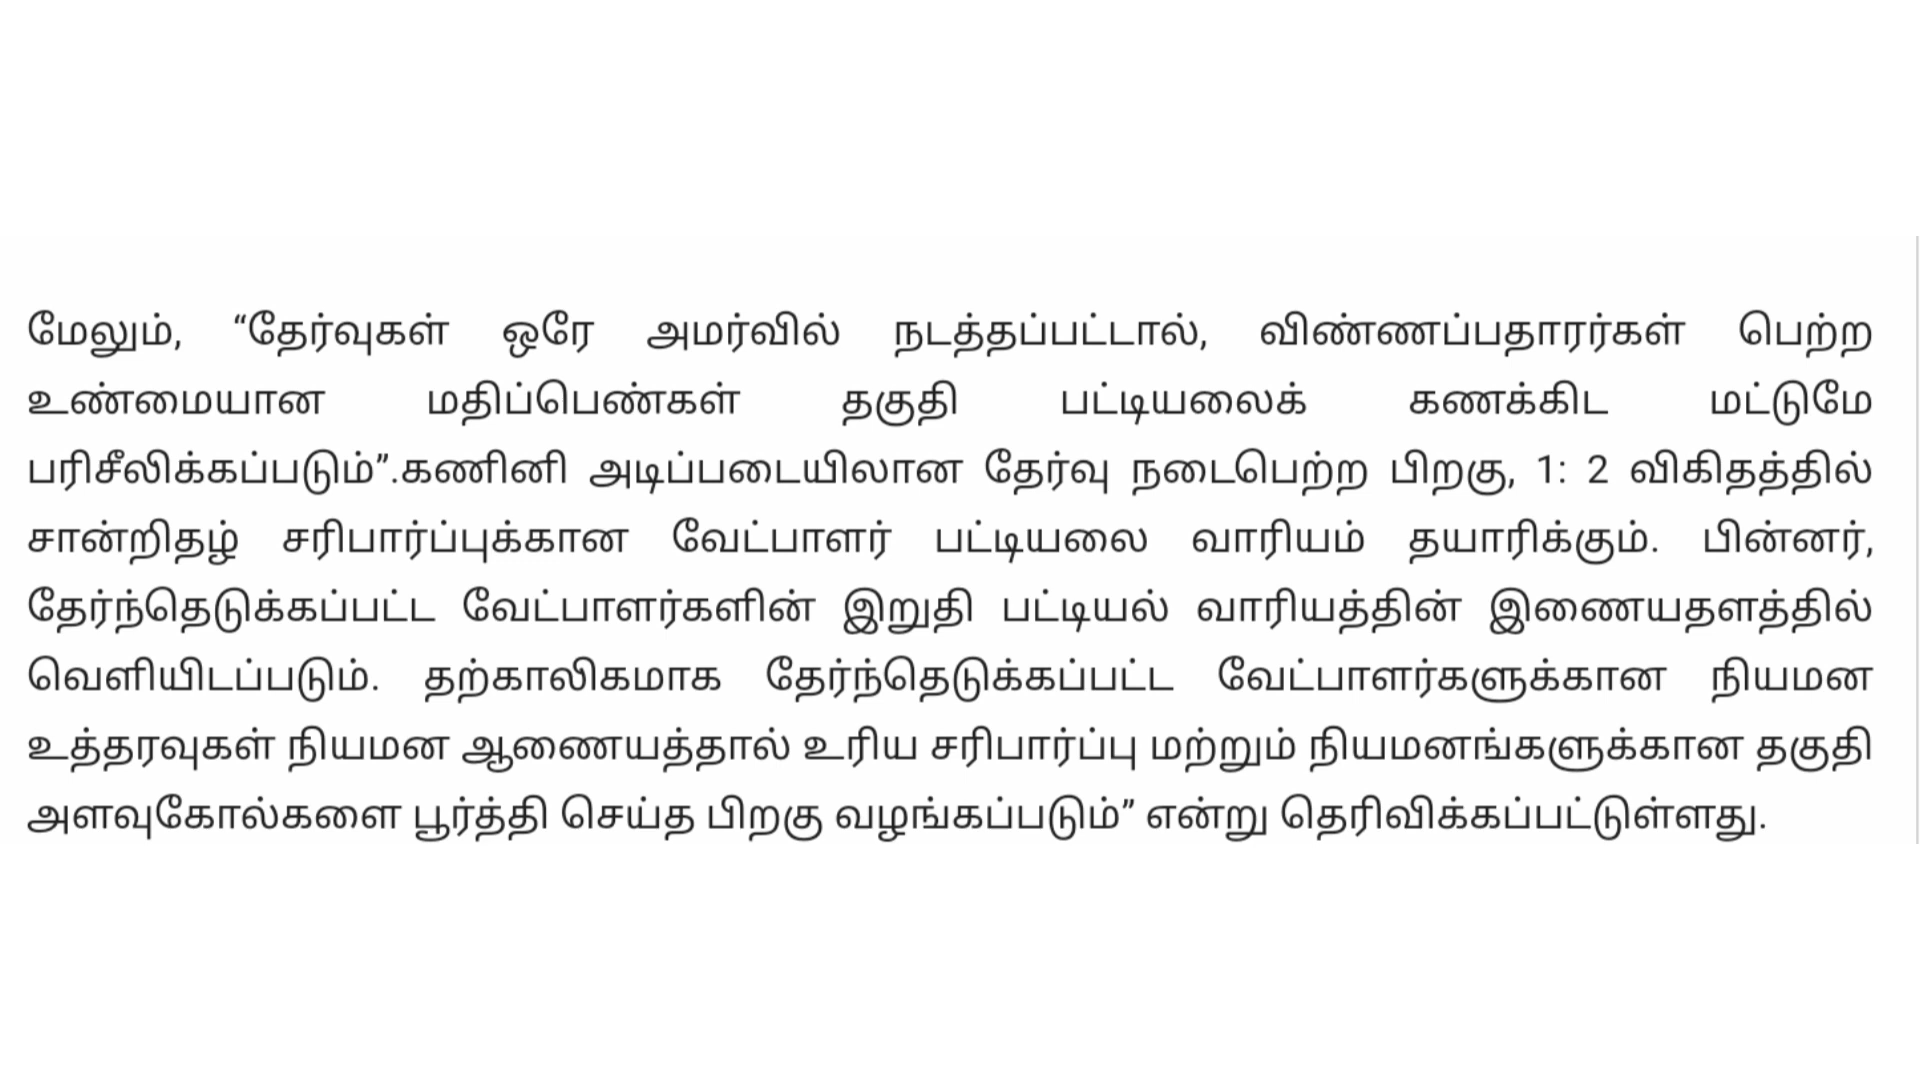 மேலும், “தேர்வுகள் ஒரே அமர்வில் நடத்தப்பட்டால், விண்ணப்பதாரர்கள் பெற்ற
உண்மையான மதிப்பெண்கள் தகுதி பட்டியலைக் கணக்கிட மட்டுமே
பரிசீலிக்கப்படும்”.கணினி அடிப்படையிலான தேர்வு நடைபெற்ற பிறகு, 1: 2 விகிதத்தில்
சான்றிதழ் சரிபார்ப்புக்கான வேட்பாளர் பட்டியலை வாரியம் தயாரிக்கும். பின்னர்,
தேர்ந்தெடுக்கப்பட்ட வேட்பாளர்களின் இறுதி பட்டியல் வாரியத்தின் இணையதளத்தில்
வெளியிடப்படும். தற்காலிகமாக தேர்ந்தெடுக்கப்பட்ட வேட்பாளர்களுக்கான நியமன
உத்தரவுகள் நியமன ஆணையத்தால் உரிய சரிபார்ப்பு மற்றும் நியமனங்களுக்கான தகுதி
அளவுகோல்களை பூர்த்தி செய்த பிறகு வழங்கப்படும்” என்று தெரிவிக்கப்பட்டுள்ளது.